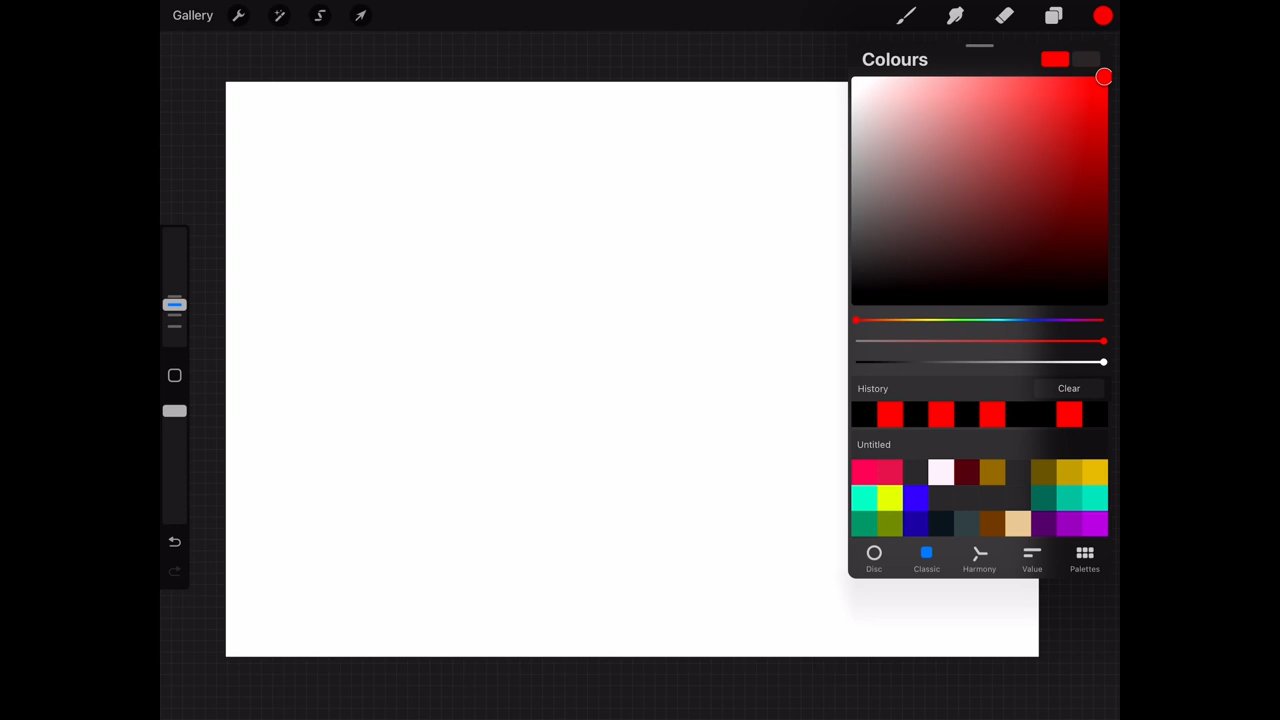 Gallery
Colours
History Clear
Untitled
Disc Classic Harmony Value Palettes